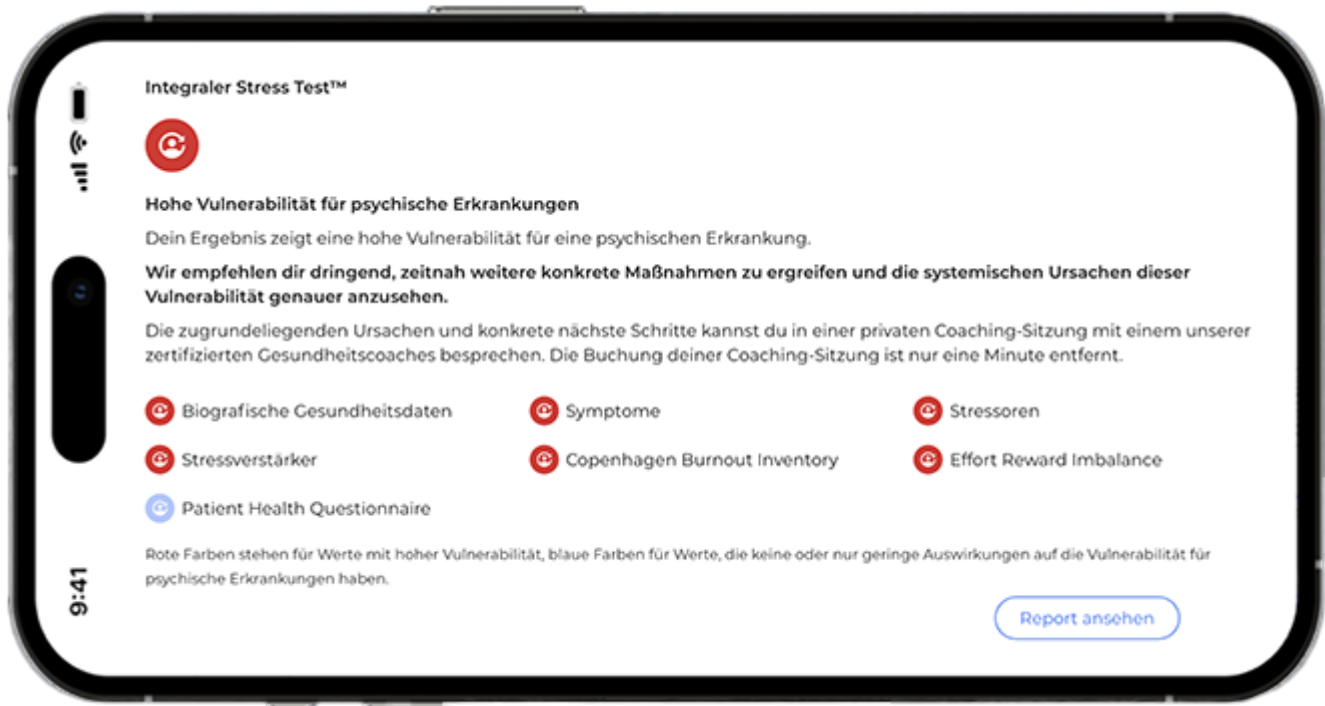 Integraler Stress Test™
Hohe Vulnerabilität für psychische Erkrankungen
Dein Ergebnis zeigt eine hohe Vulnerabilität für eine psychischen Erkrankung.
Wir empfehlen dir dringend, zeitnah weitere konkrete Maßnahmen zu ergreifen und die systemischen Ursachen dieser
Vulnerabilität genauer anzusehen.
Die zugrundeliegenden Ursachen und konkrete nächste Schritte kannst du in einer privaten Coaching-Sitzung mit einem unserer
zertifizierten Gesundheitscoaches besprechen. Die Buchung deiner Coaching-Sitzung ist nur eine Minute entfernt.
Biografische Gesundheitsdaten
Symptome
Stressoren
Stressverstärker
Copenhagen Burnout Inventory
Effort Reward Imbalance
Patient Health Questionnaire
Rote Farben stehen für Werte mit hoher Vulnerabilität, blaue Farben für Werte, die keine oder nur geringe Auswirkungen auf die Vulnerabilität für
psychische Erkrankungen haben.
Report ansehen
9:41